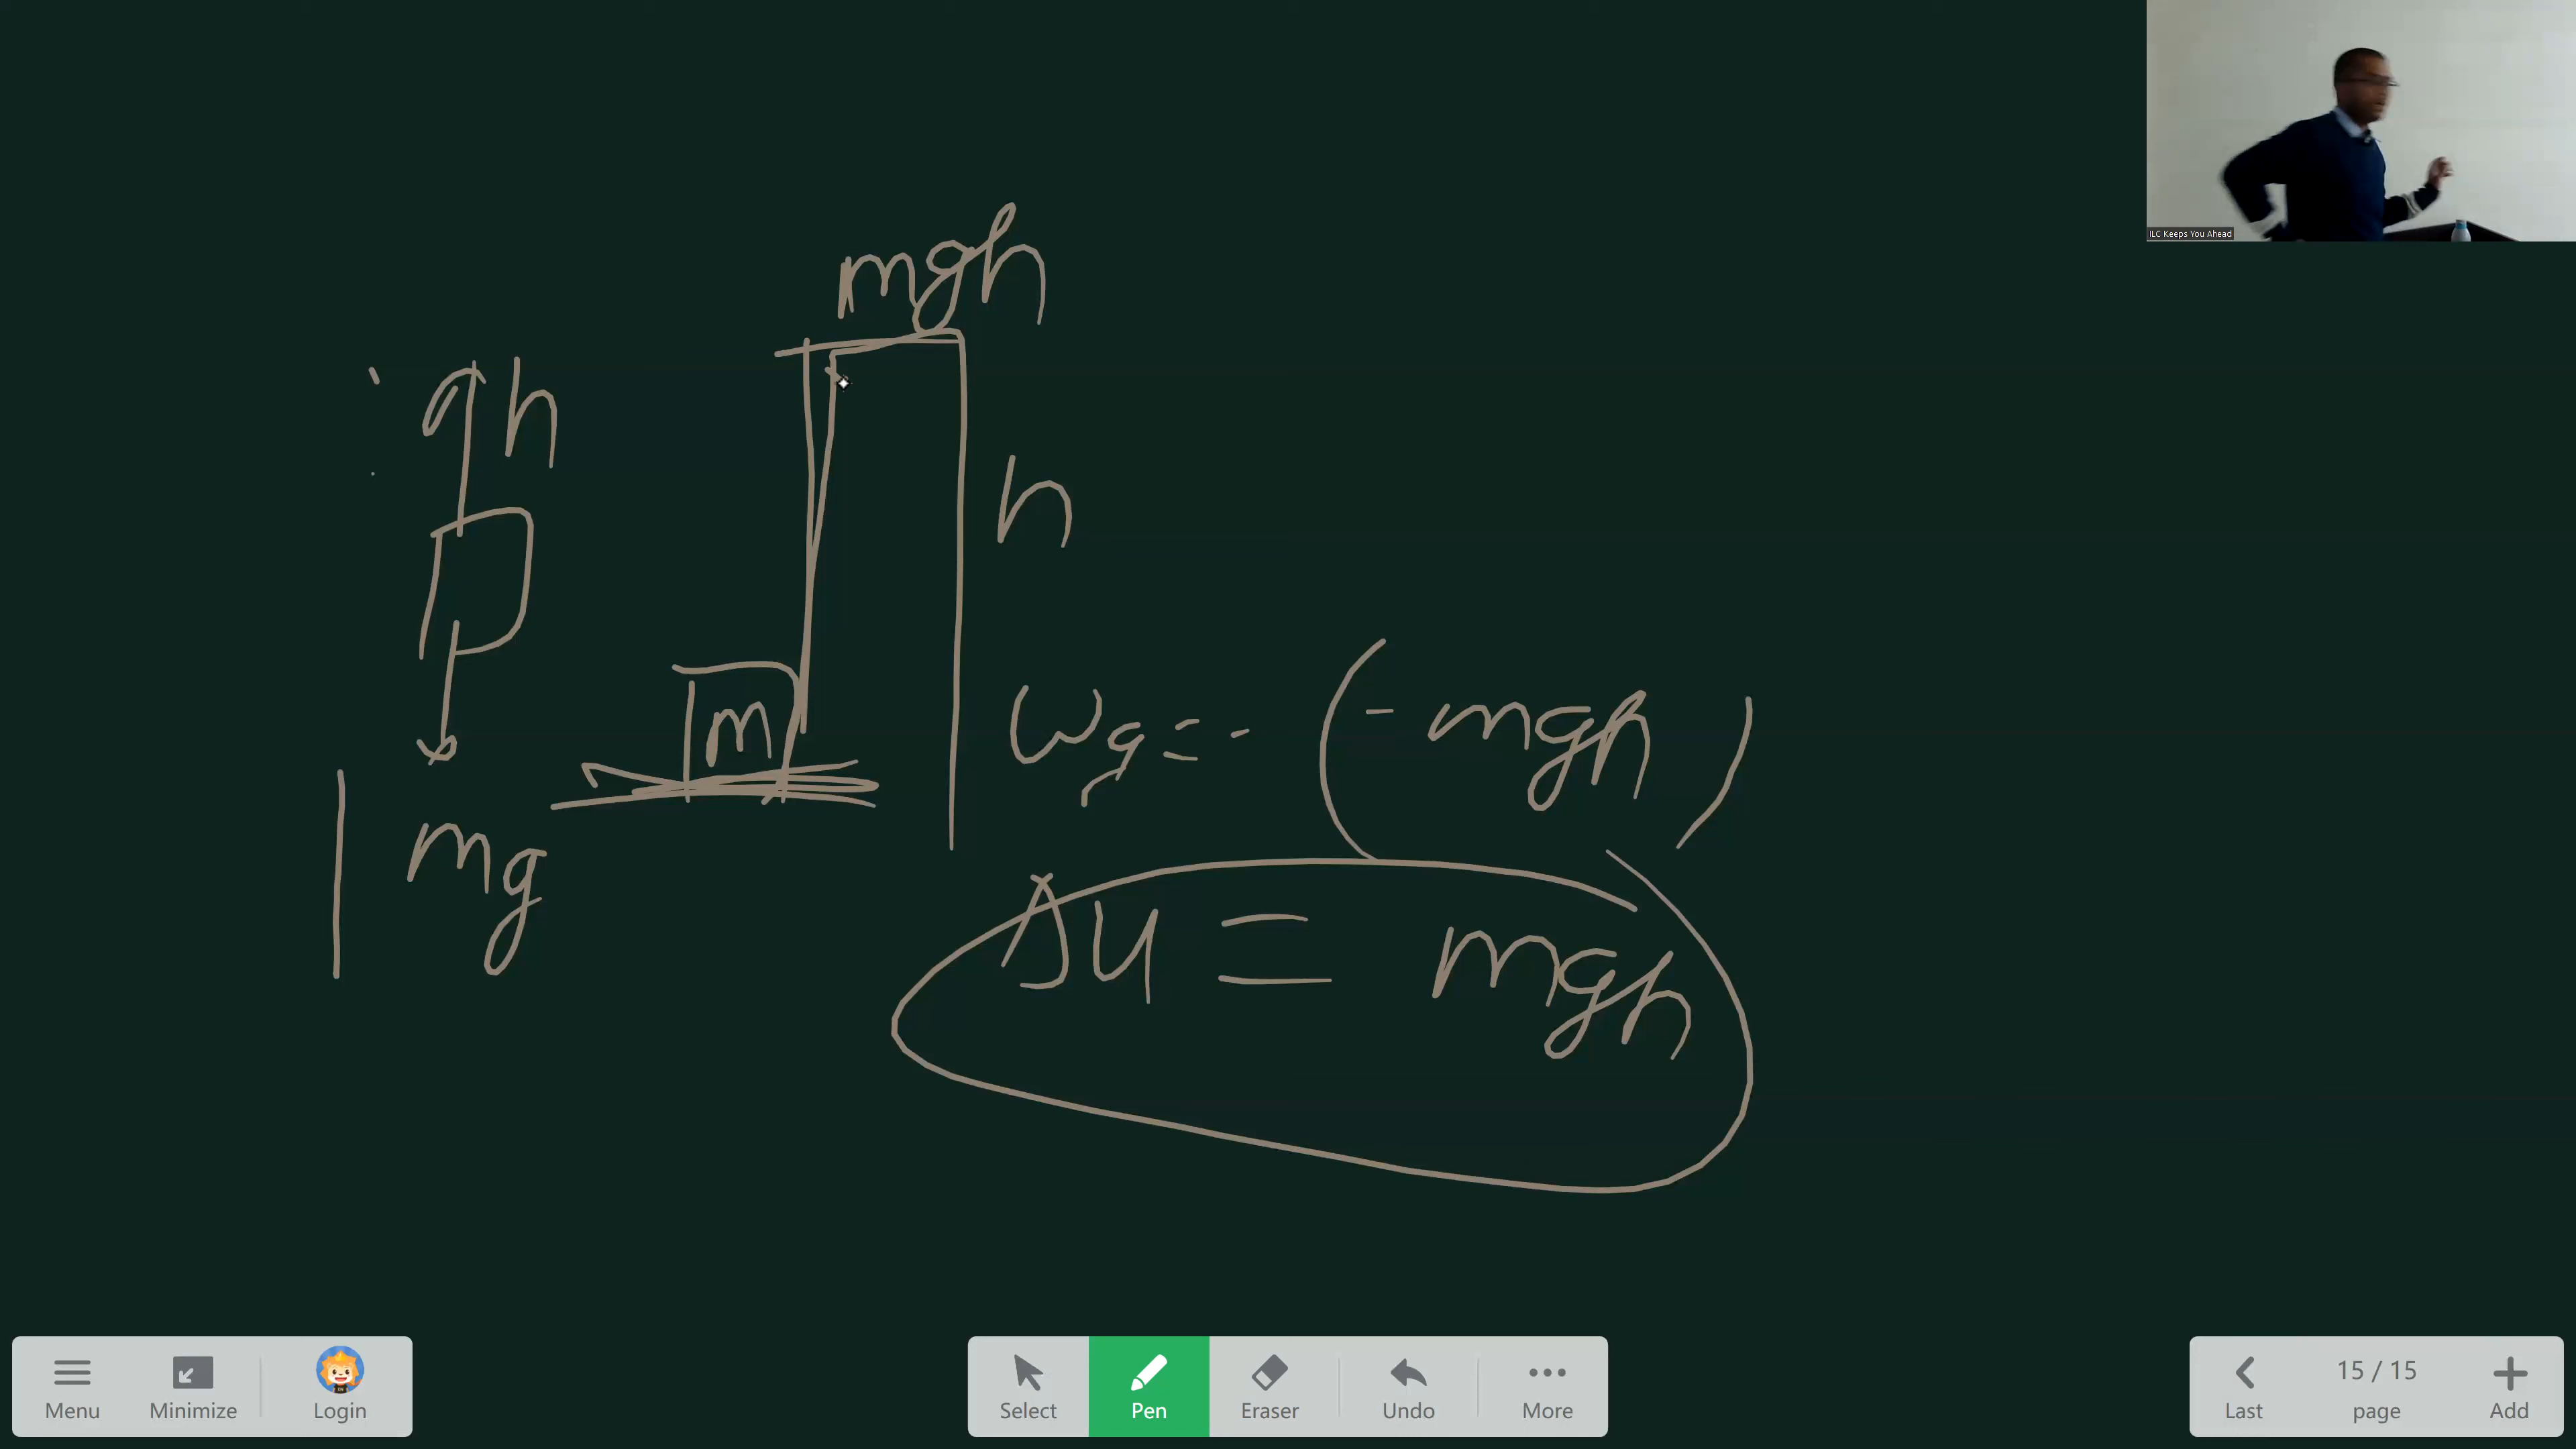 ILC Keeps You Ahead
mgh
h
h
m
mg
Wg = - (- mgh)
ΔU = mgh
Menu
Minimize
Login
Select
Pen
Eraser
Undo
More
Last
15 / 15
page
Add